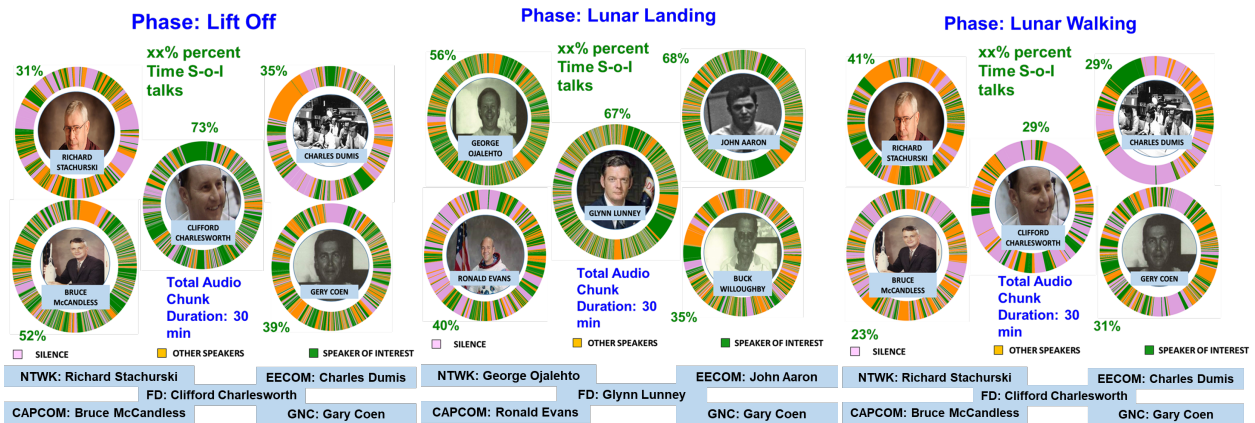 Phase: Lift Off
31%
xx% percent
Time S-o-I
talks
35%
RICHARD
STACHURSKI
73%
CHARLES DUMIS
CLIFFORD
CHARLESWORTH
BRUCE
McCANDLESS
GERY COEN
Total Audio
Chunk
Duration: 30
min
52%
39%
SILENCE
OTHER SPEAKERS
SPEAKER OF INTEREST
NTWK: Richard Stachurski
EECOM: Charles Dumis
FD: Clifford Charlesworth
CAPCOM: Bruce McCandless
GNC: Gary Coen
Phase: Lunar Landing
56%
xx% percent
Time S-o-I
talks
68%
GEORGE
OJALEHTO
67%
JOHN AARON
GLYNN LUNNEY
RONALD EVANS
BUCK
WILLOUGHBY
Total Audio
Chunk
Duration: 30
min
40%
35%
SILENCE
OTHER SPEAKERS
SPEAKER OF INTEREST
NTWK: George Ojalehto
EECOM: John Aaron
FD: Glynn Lunney
CAPCOM: Ronald Evans
GNC: Gary Coen
Phase: Lunar Walking
41%
xx% percent
Time S-o-I
talks
29%
RICHARD
STACHURSKI
29%
CHARLES DUMIS
CLIFFORD
CHARLESWORTH
BRUCE
McCANDLESS
GERY COEN
Total Audio
Chunk
Duration: 30
min
23%
31%
SILENCE
OTHER SPEAKERS
SPEAKER OF INTEREST
NTWK: Richard Stachurski
EECOM: Charles Dumis
FD: Clifford Charlesworth
CAPCOM: Bruce McCandless
GNC: Gary Coen